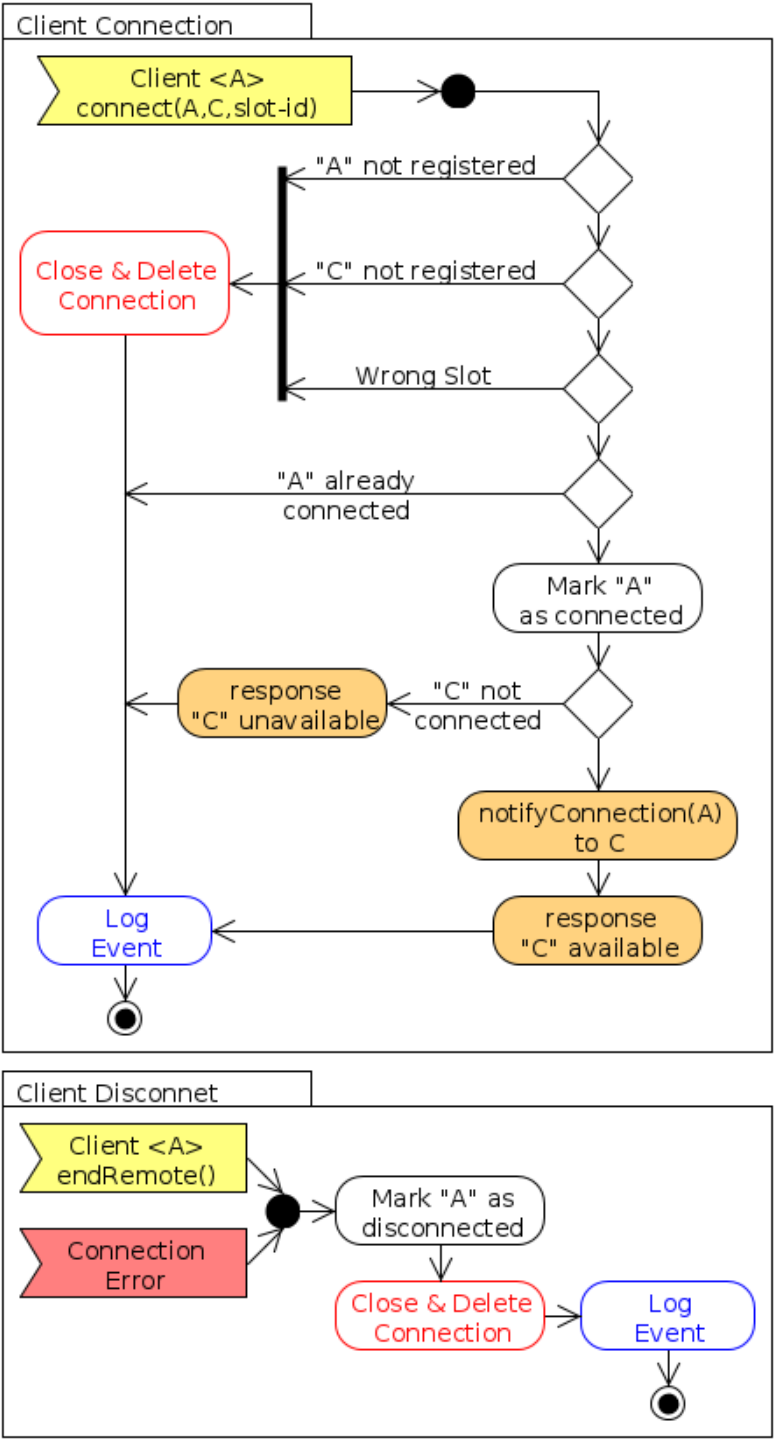 Client Connection
Client <A>
connect(A,C,slot-id)
"A" not registered
"C" not registered
Close & Delete
Connection
Wrong Slot
"A" already
connected
Mark "A"
as connected
"C" not
connected
response
"C" unavailable
notifyConnection(A)
to C
response
"C" available
Log
Event
Client Disconnet
Client <A>
endRemote()
Connection
Error
Mark "A" as
disconnected
Close & Delete
Connection
Log
Event